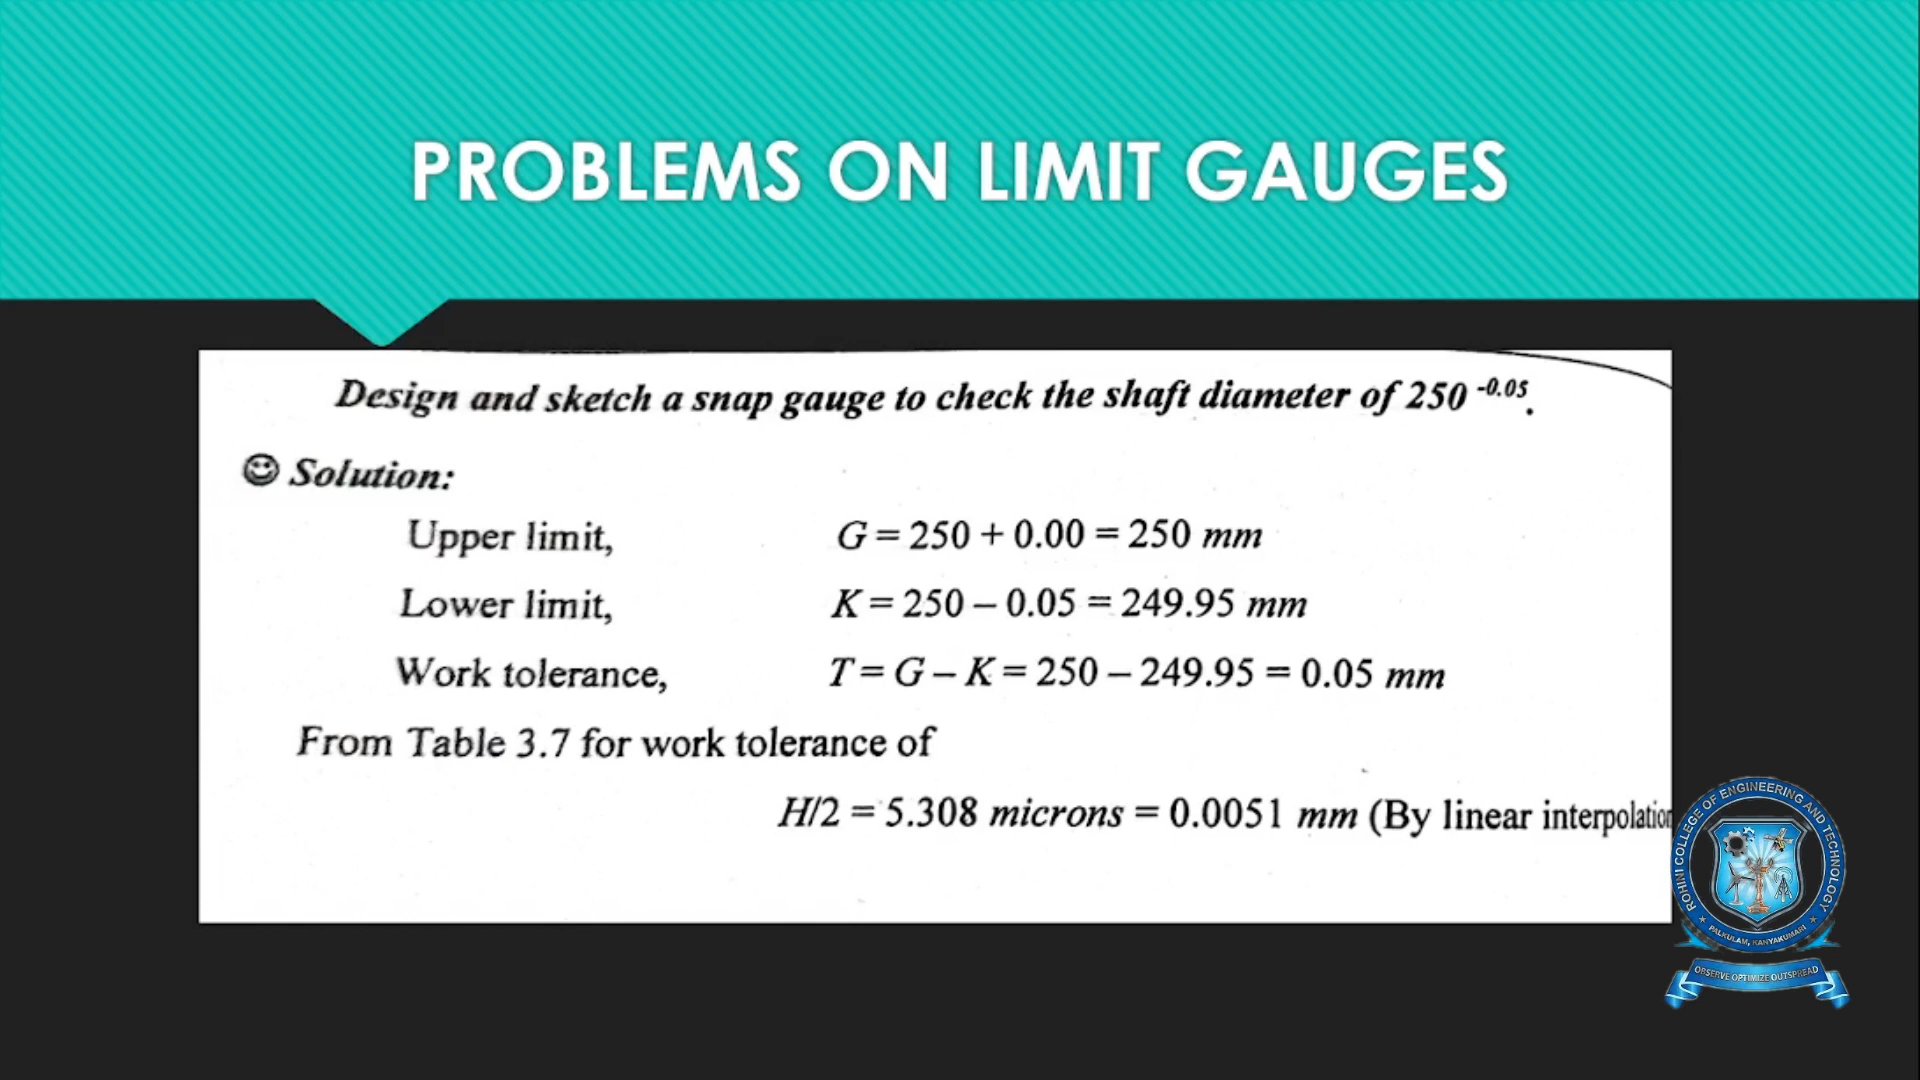 PROBLEMS ON LIMIT GAUGES
Design and sketch a snap gauge to check the shaft diameter of 250 -0.05.
☺ Solution:
Upper limit, G = 250 + 0.00 = 250 mm
Lower limit, K = 250 – 0.05 = 249.95 mm
Work tolerance, T = G – K = 250 – 249.95 = 0.05 mm
From Table 3.7 for work tolerance of
H/2 = 5.308 microns = 0.0051 mm (By linear interpolation
ROHINI COLLEGE OF ENGINEERING AND TECHNOLOGY
PALKULAM, KANYAKUMARI
OBSERVE OPTIMIZE OUTSPREAD